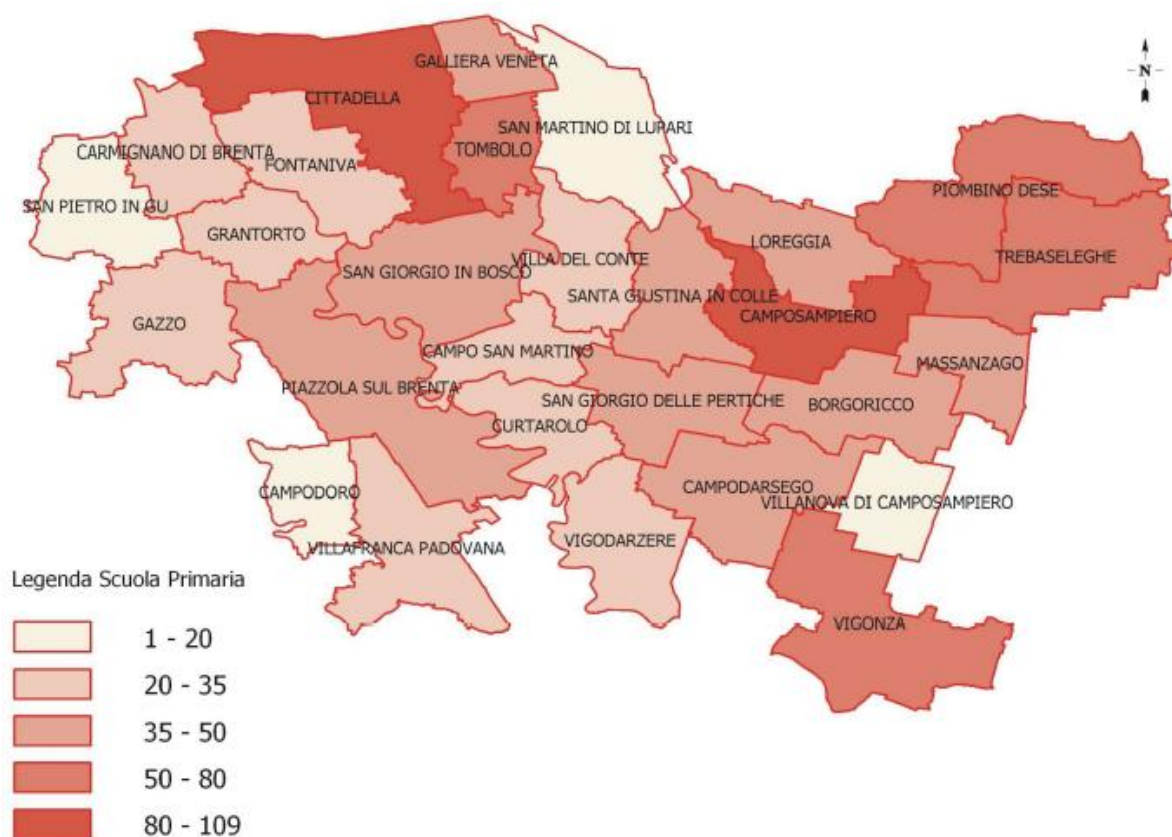 GALLIERA VENETA
N
CITTADELLA
SAN MARTINO DI LUPARI
CARMIGNANO DI BRENTA
TOMBOLO
FONTANIVA
PIOMBINO DESE
SAN PIETRO IN GU
GRANTORTO
LOREGGIA
TREBASELEGHE
VILLA DEL CONTE
SAN GIORGIO IN BOSCO
SANTA GIUSTINA IN COLLE
GAZZO
CAMPOSAMPIERO
CAMPO SAN MARTINO
MASSANZAGO
PIAZZOLA SUL BRENTA
SAN GIORGIO DELLE PERTICHE
BORGORICCO
CURTAROLO
CAMPODORO
CAMPODARSEGO
VILLANOVA DI CAMPOSAMPIERO
VILLAFRANCA PADOVANA
VIGODARZERE
VIGONZA
Legenda Scuola Primaria
1 - 20
20 - 35
35 - 50
50 - 80
80 - 109